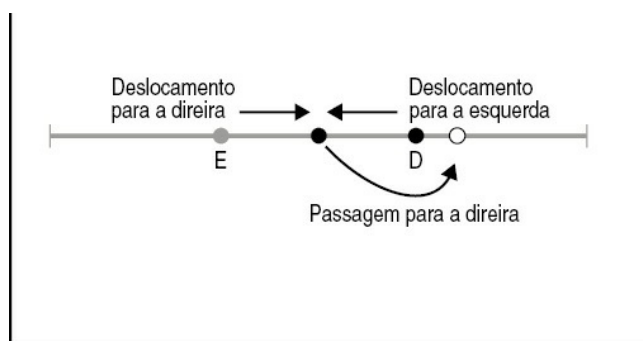 Deslocamento
para a direira
Deslocamento
para a esquerda
E
D
Passagem para a direira